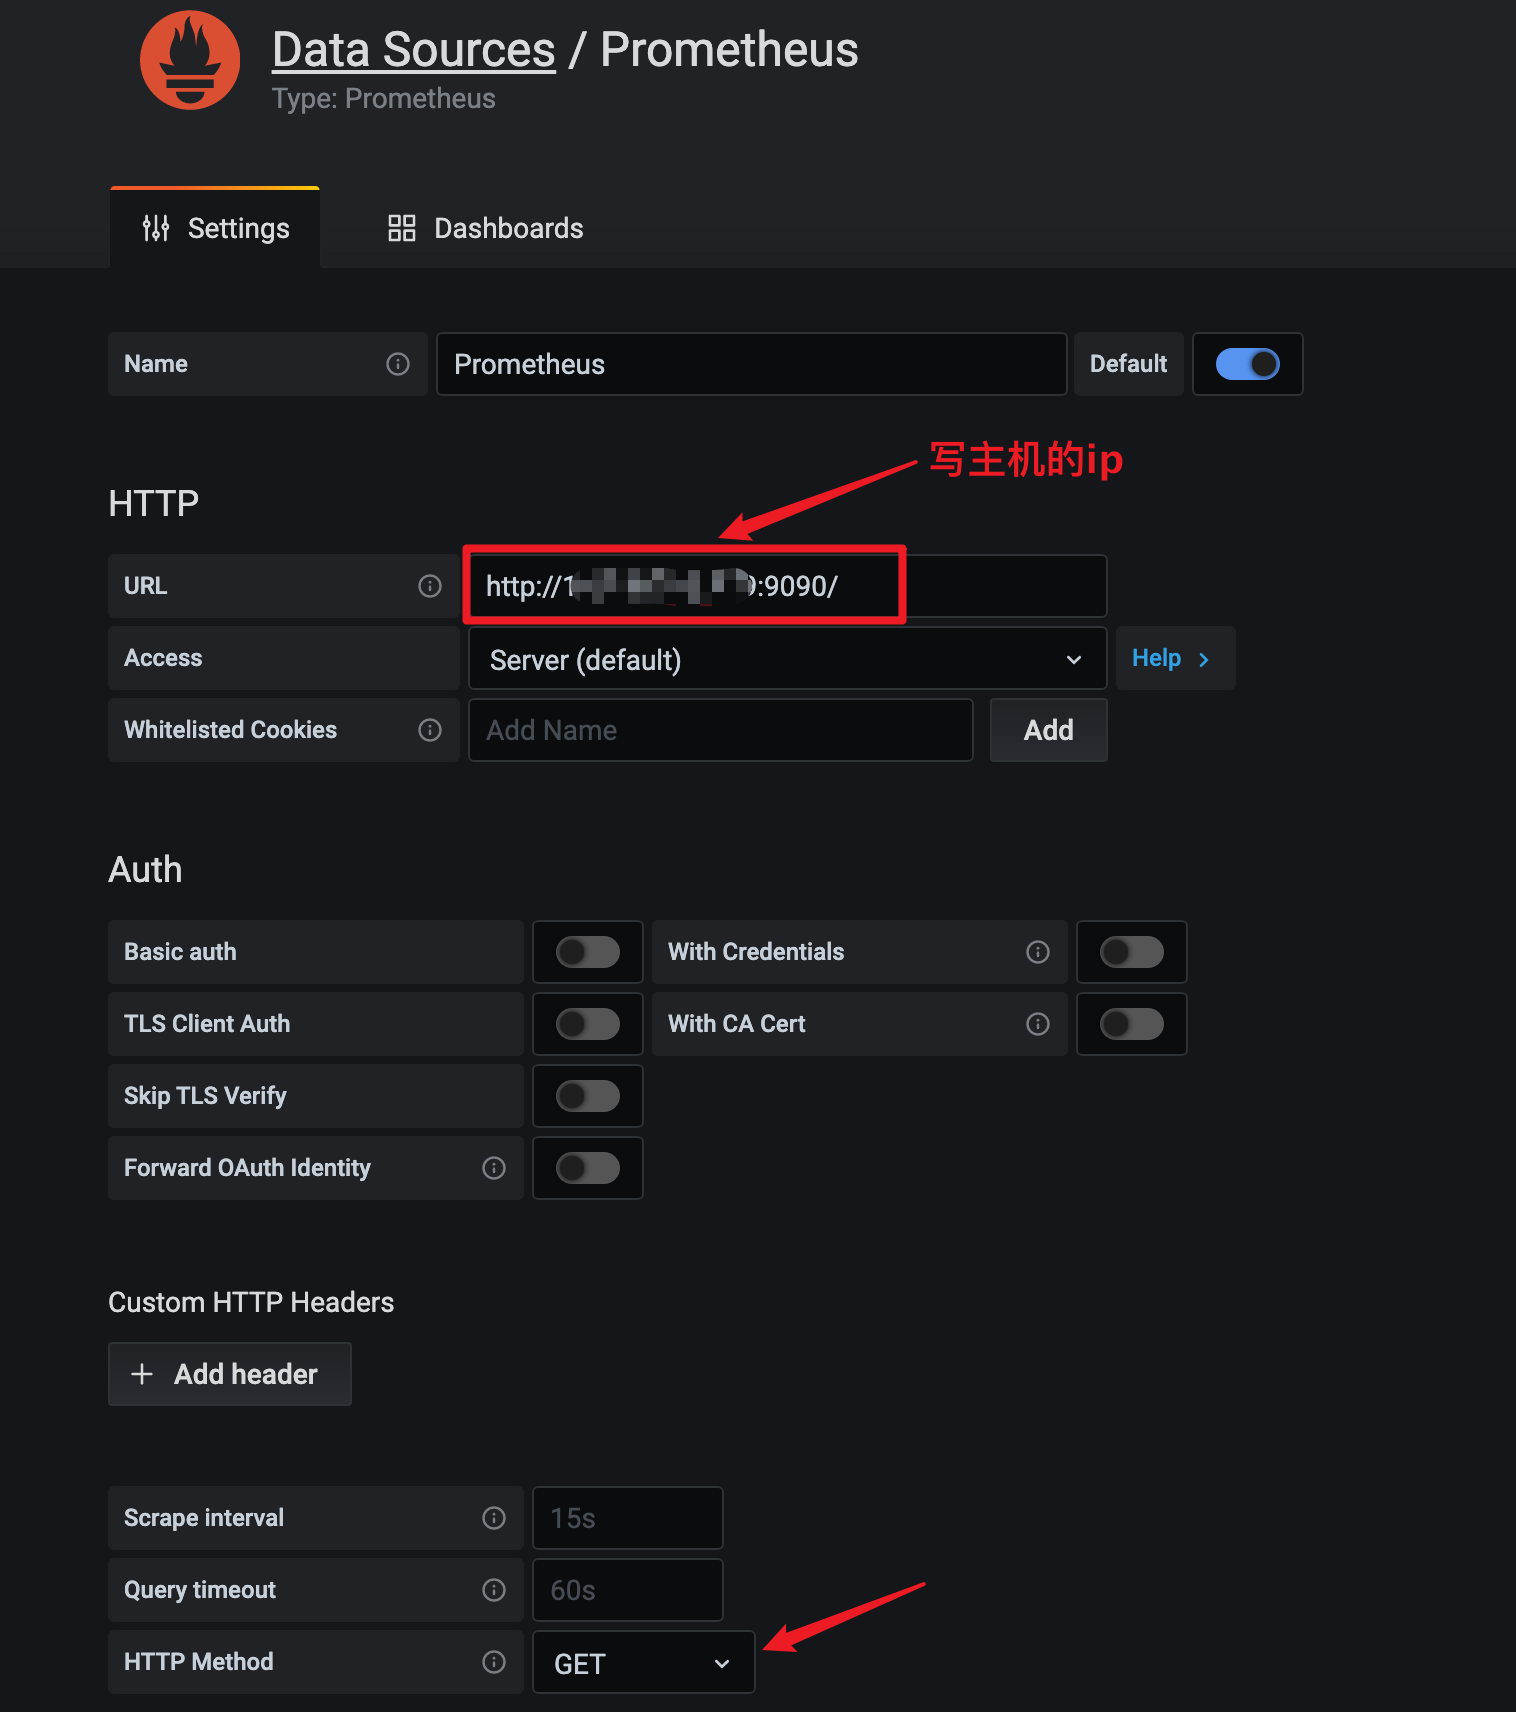 Data Sources / Prometheus
Type: Prometheus
Settings
Dashboards
Name
Prometheus
Default
写主机的ip
HTTP
URL
http://1 9:9090/
Access
Server (default)
Help
Whitelisted Cookies
Add Name
Add
Auth
Basic auth
With Credentials
TLS Client Auth
With CA Cert
Skip TLS Verify
Forward OAuth Identity
Custom HTTP Headers
Add header
Scrape interval
15s
Query timeout
60s
HTTP Method
GET